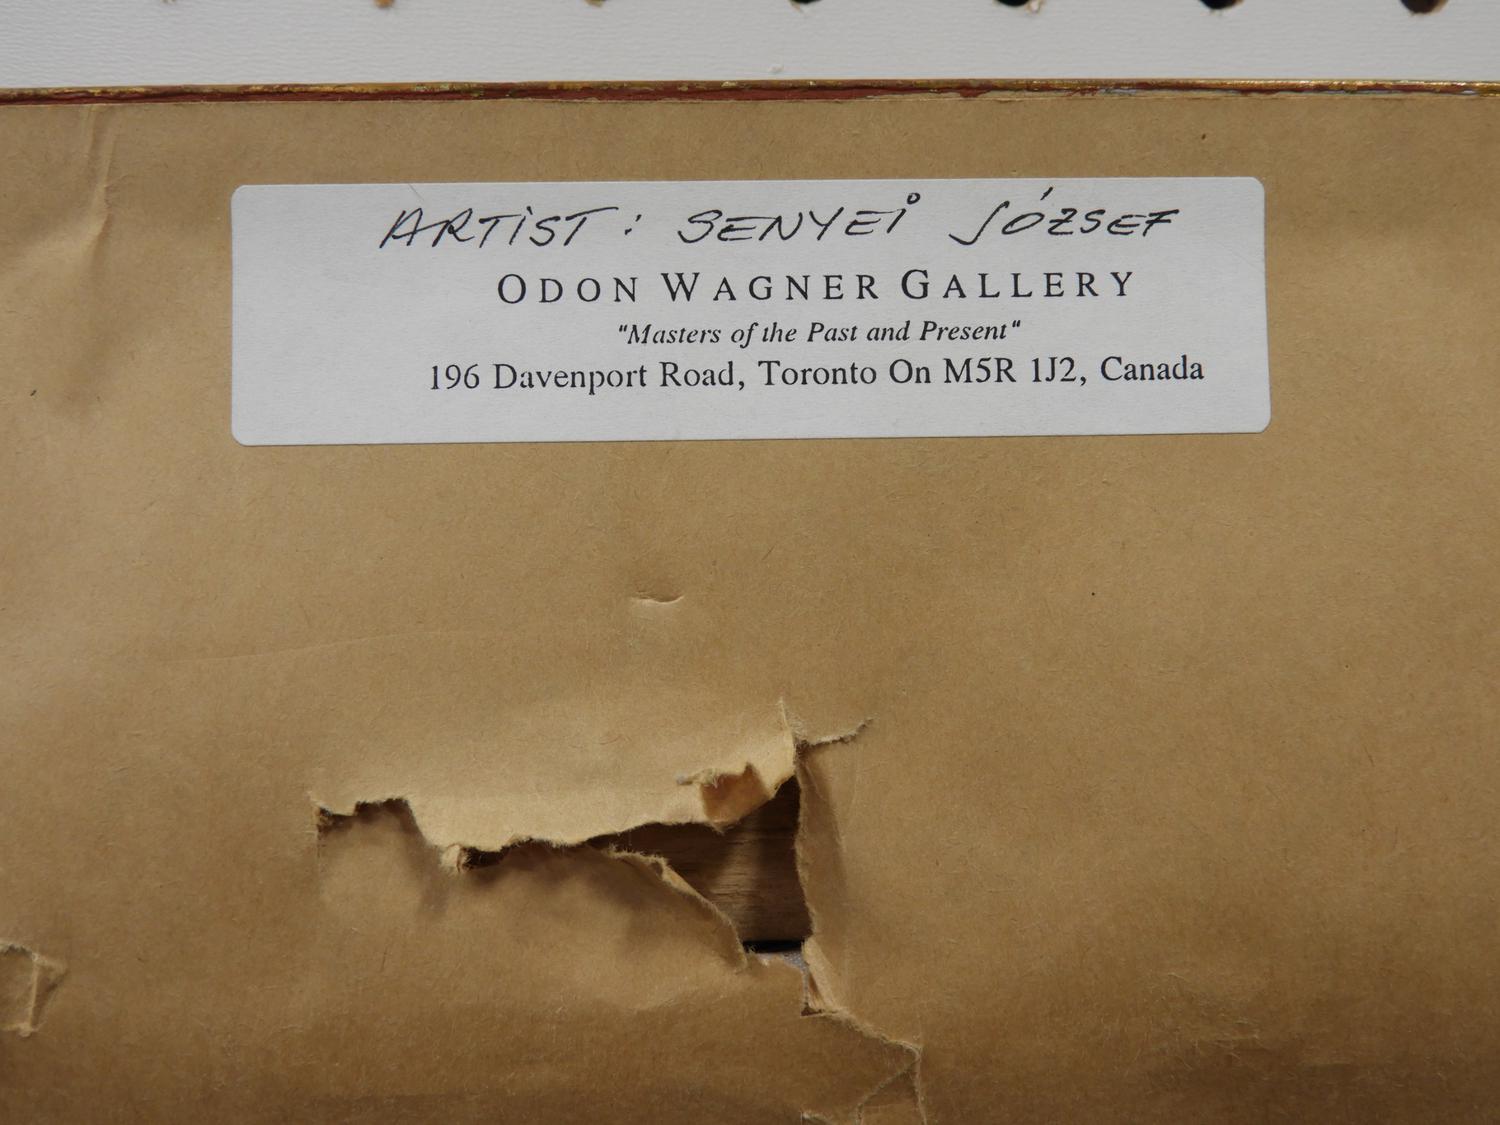 ARTIST: SENYEI JÓZSEF
ODON WAGNER GALLERY
"Masters of the Past and Present"
196 Davenport Road, Toronto On M5R 1J2, Canada